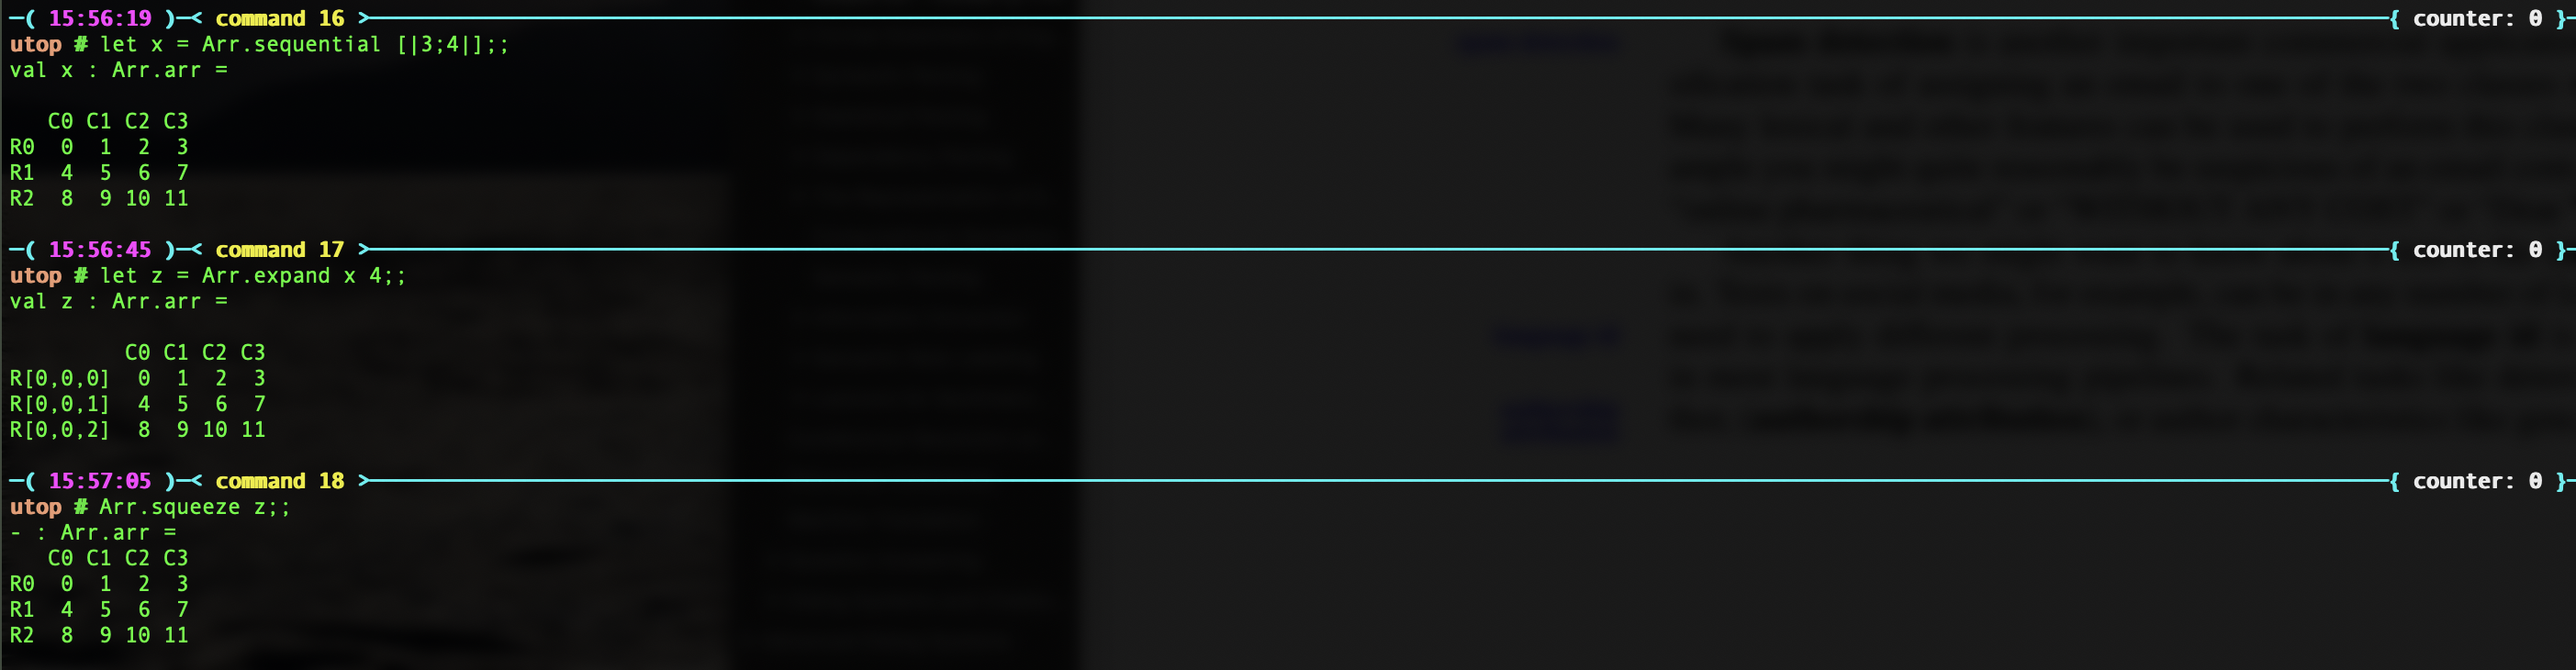 ( 15:56:19 )< command 16 > { counter: 0 }
utop # let x = Arr.sequential [|3;4|];;
val x : Arr.arr =
C0 C1 C2 C3
R0 0 1 2 3
R1 4 5 6 7
R2 8 9 10 11
( 15:56:45 )< command 17 > { counter: 0 }
utop # let z = Arr.expand x 4;;
val z : Arr.arr =
C0 C1 C2 C3
R[0,0,0] 0 1 2 3
R[0,0,1] 4 5 6 7
R[0,0,2] 8 9 10 11
( 15:57:05 )< command 18 > { counter: 0 }
utop # Arr.squeeze z;;
- : Arr.arr =
C0 C1 C2 C3
R0 0 1 2 3
R1 4 5 6 7
R2 8 9 10 11